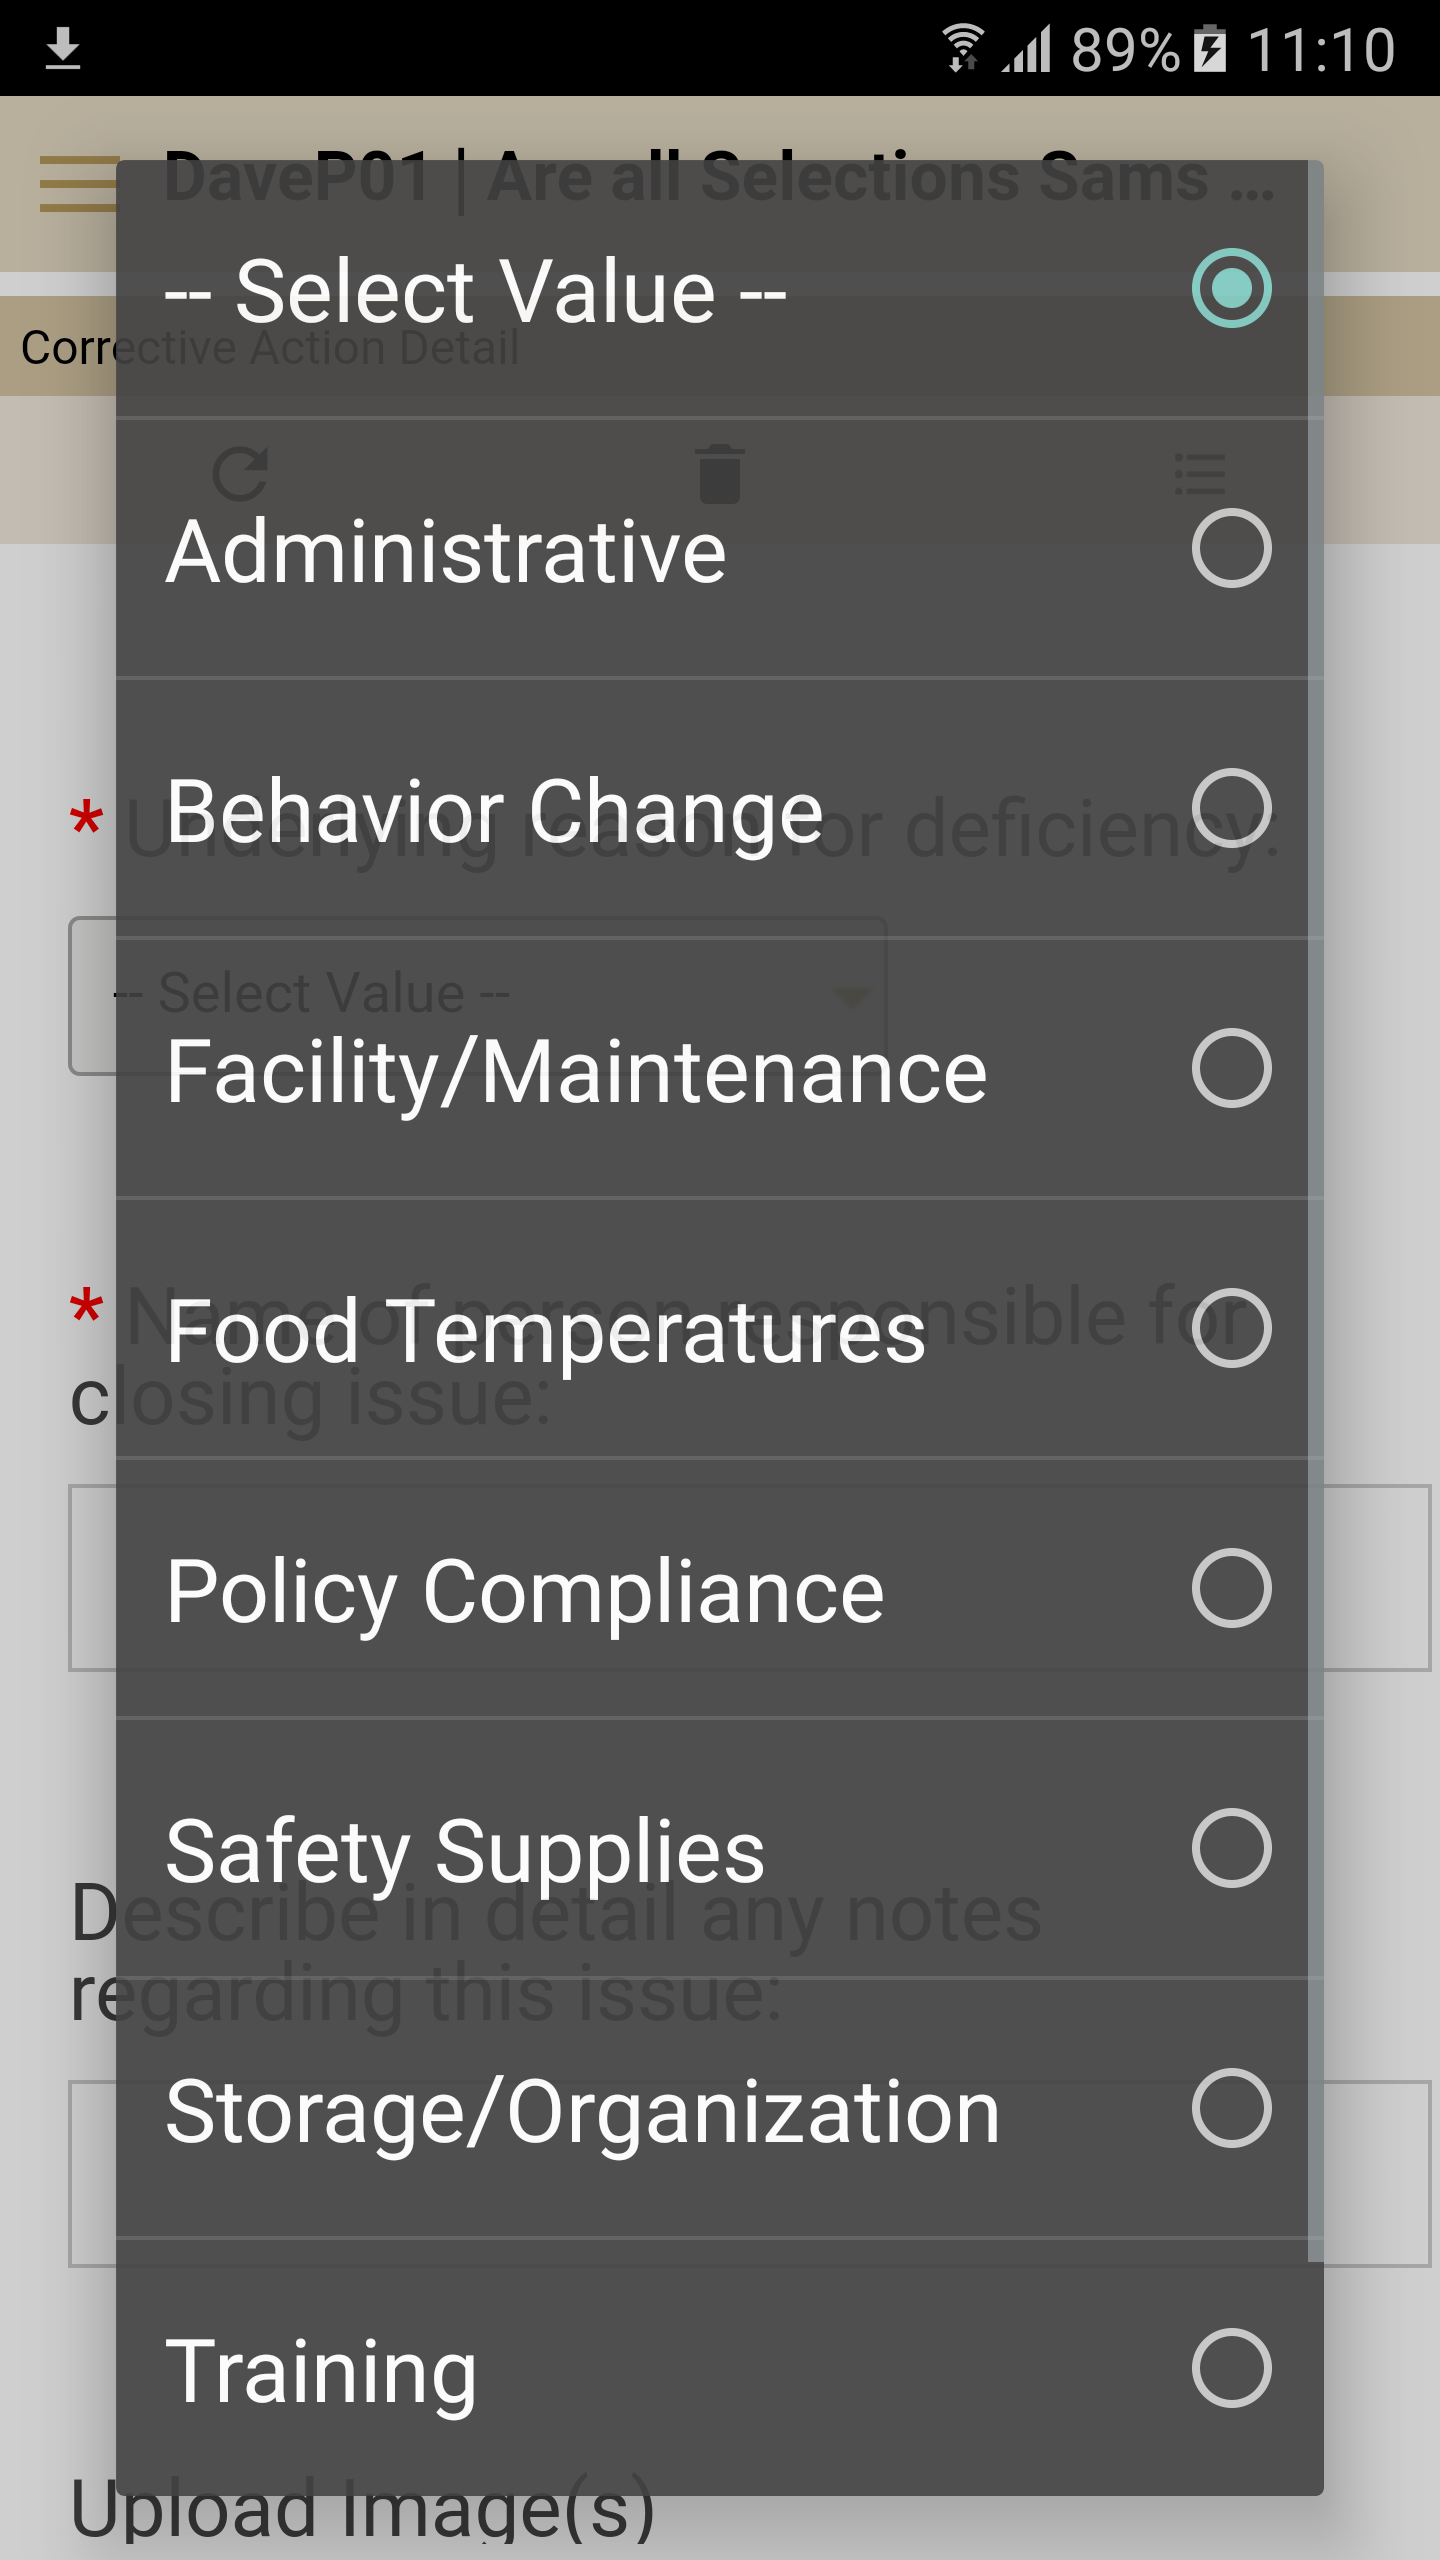 89% 11:10
DaveP01 | Are all Selections Sams ...
-- Select Value --
Corrective Action Detail
Administrative
Behavior Change
* Underlying reason for deficiency:
-- Select Value --
Facility/Maintenance
* Name of person responsible for
Food Temperatures
closing issue:
Policy Compliance
Safety Supplies
Describe in detail any notes
regarding this issue:
Storage/Organization
Training
Upload Image(s)